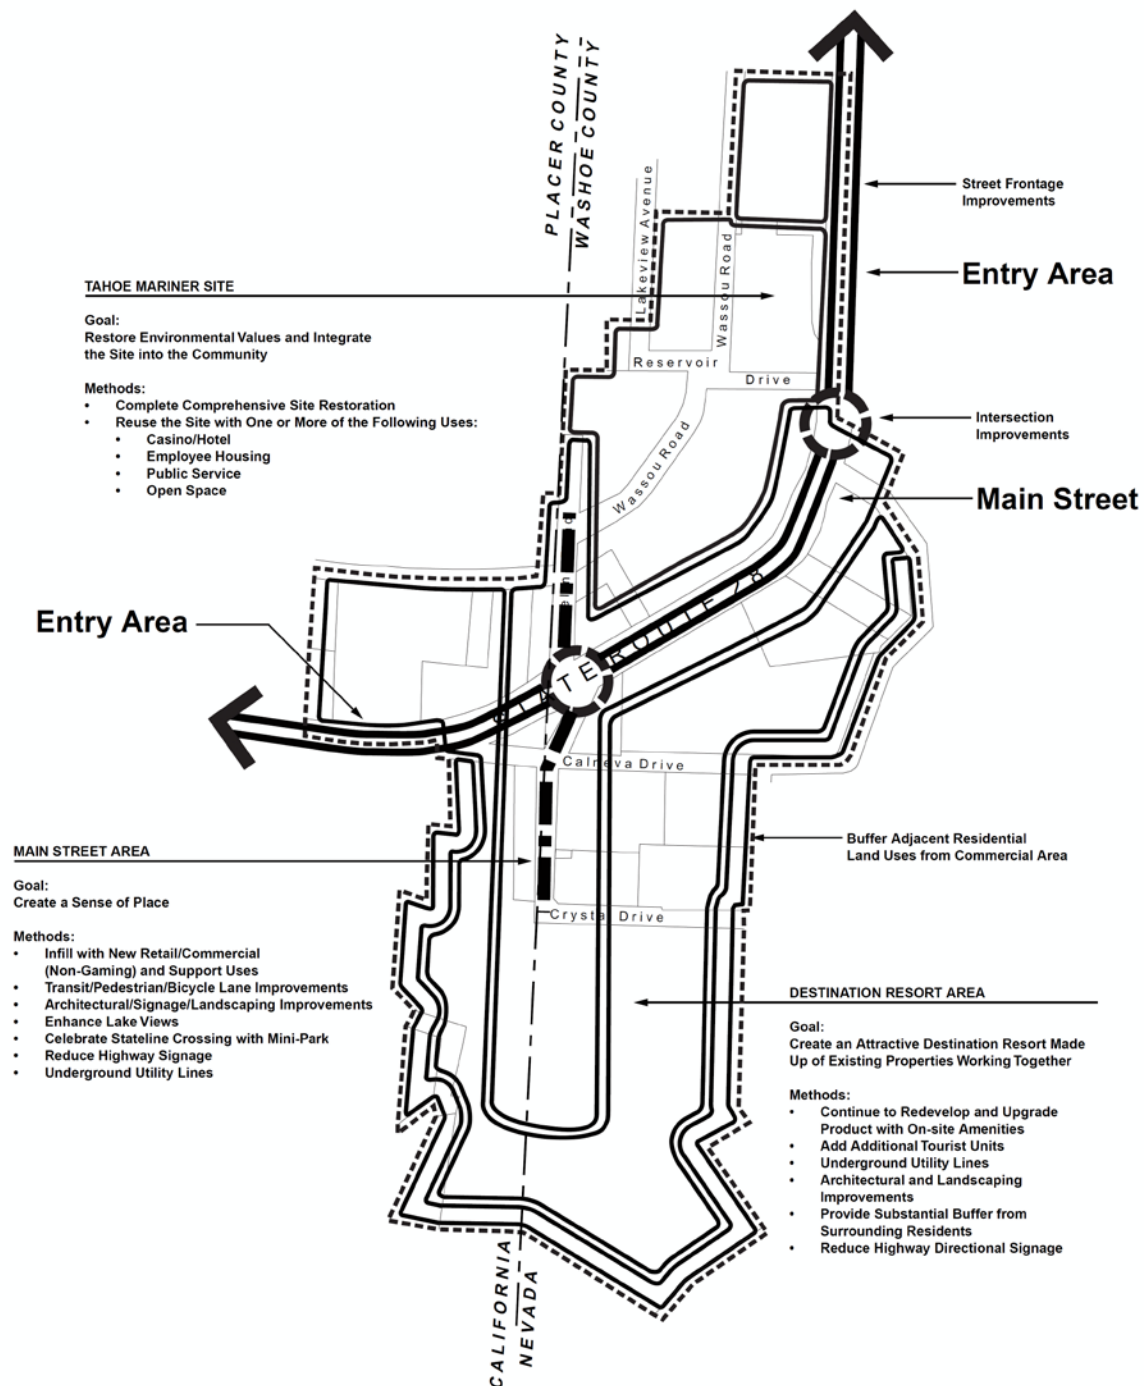 PLACER COUNTY
WASHOE COUNTY
Street Frontage
Improvements
Entry Area
Lakeview Avenue
Wassou Road
TAHOE MARINER SITE
Goal:
Restore Environmental Values and Integrate
the Site into the Community
Methods:
• Complete Comprehensive Site Restoration
• Reuse the Site with One or More of the Following Uses:
• Casino/Hotel
• Employee Housing
• Public Service
• Open Space
Reservoir
Drive
Intersection
Improvements
Wassou Road
Main Street
STATE ROUTE 28
Entry Area
Calneva Drive
Buffer Adjacent Residential
Land Uses from Commercial Area
MAIN STREET AREA
Goal:
Create a Sense of Place
Methods:
• Infill with New Retail/Commercial
(Non-Gaming) and Support Uses
• Transit/Pedestrian/Bicycle Lane Improvements
• Architectural/Signage/Landscaping Improvements
• Enhance Lake Views
• Celebrate Stateline Crossing with Mini-Park
• Reduce Highway Signage
• Underground Utility Lines
Crystal Drive
DESTINATION RESORT AREA
Goal:
Create an Attractive Destination Resort Made
Up of Existing Properties Working Together
Methods:
• Continue to Redevelop and Upgrade
Product with On-site Amenities
• Add Additional Tourist Units
• Underground Utility Lines
• Architectural and Landscaping
Improvements
• Provide Substantial Buffer from
Surrounding Residents
• Reduce Highway Directional Signage
CALIFORNIA
NEVADA